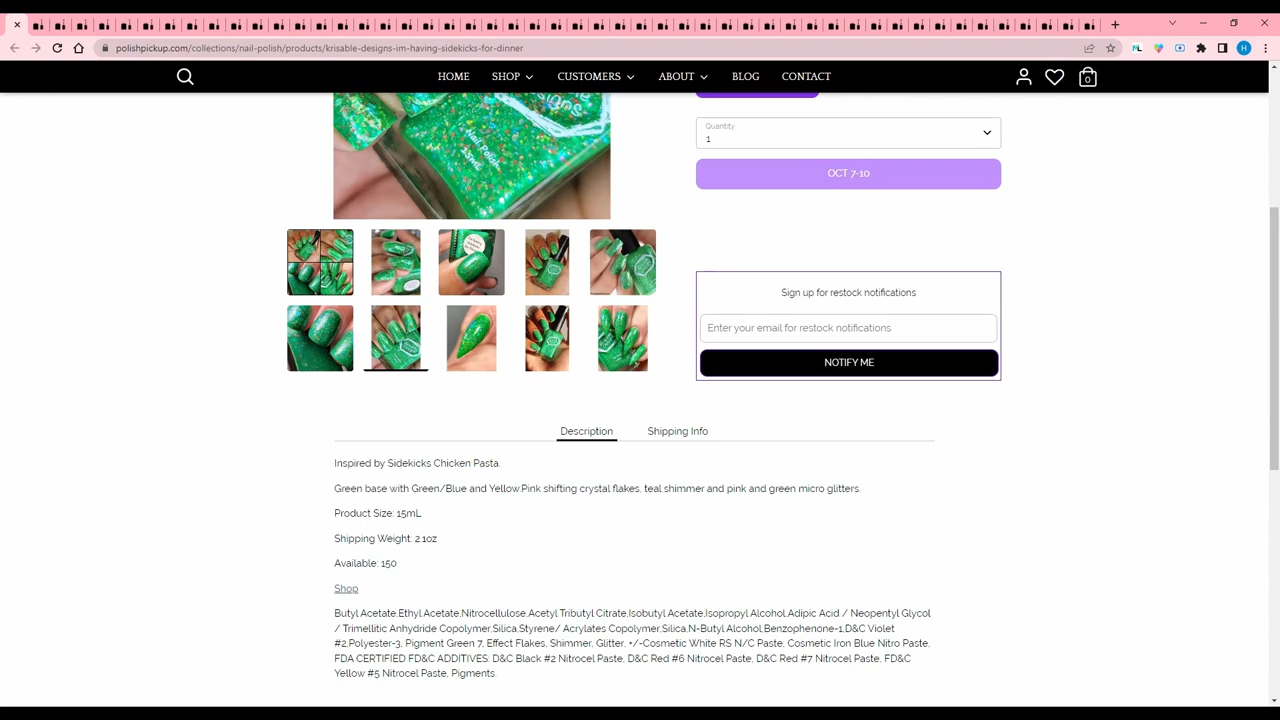 polishpickup.com/collections/nail-polish/products/krisable-designs-im-having-sidekicks-for-dinner
H
HOME SHOP CUSTOMERS ABOUT BLOG CONTACT
0
Nail Polish
15mL
Quantity
1
OCT 7-10
Sign up for restock notifications
Enter your email for restock notifications
NOTIFY ME
Description Shipping Info
Inspired by Sidekicks Chicken Pasta.
Green base with Green/Blue and Yellow.Pink shifting crystal flakes, teal shimmer and pink and green micro glitters.
Product Size: 15mL
Shipping Weight: 2.1oz
Available: 150
Shop
Butyl Acetate,Ethyl Acetate,Nitrocellulose,Acetyl Tributyl Citrate,Isobutyl Acetate,Isopropyl Alcohol,Adipic Acid / Neopentyl Glycol
/ Trimellitic Anhydride Copolymer,Silica,Styrene/ Acrylates Copolymer,Silica,N-Butyl Alcohol,Benzophenone-1,D&C Violet
#2,Polyester-3, Pigment Green 7, Effect Flakes, Shimmer, Glitter, +/-Cosmetic White RS N/C Paste, Cosmetic Iron Blue Nitro Paste,
FDA CERTIFIED FD&C ADDITIVES: D&C Black #2 Nitrocel Paste, D&C Red #6 Nitrocel Paste, D&C Red #7 Nitrocel Paste, FD&C
Yellow #5 Nitrocel Paste, Pigments.